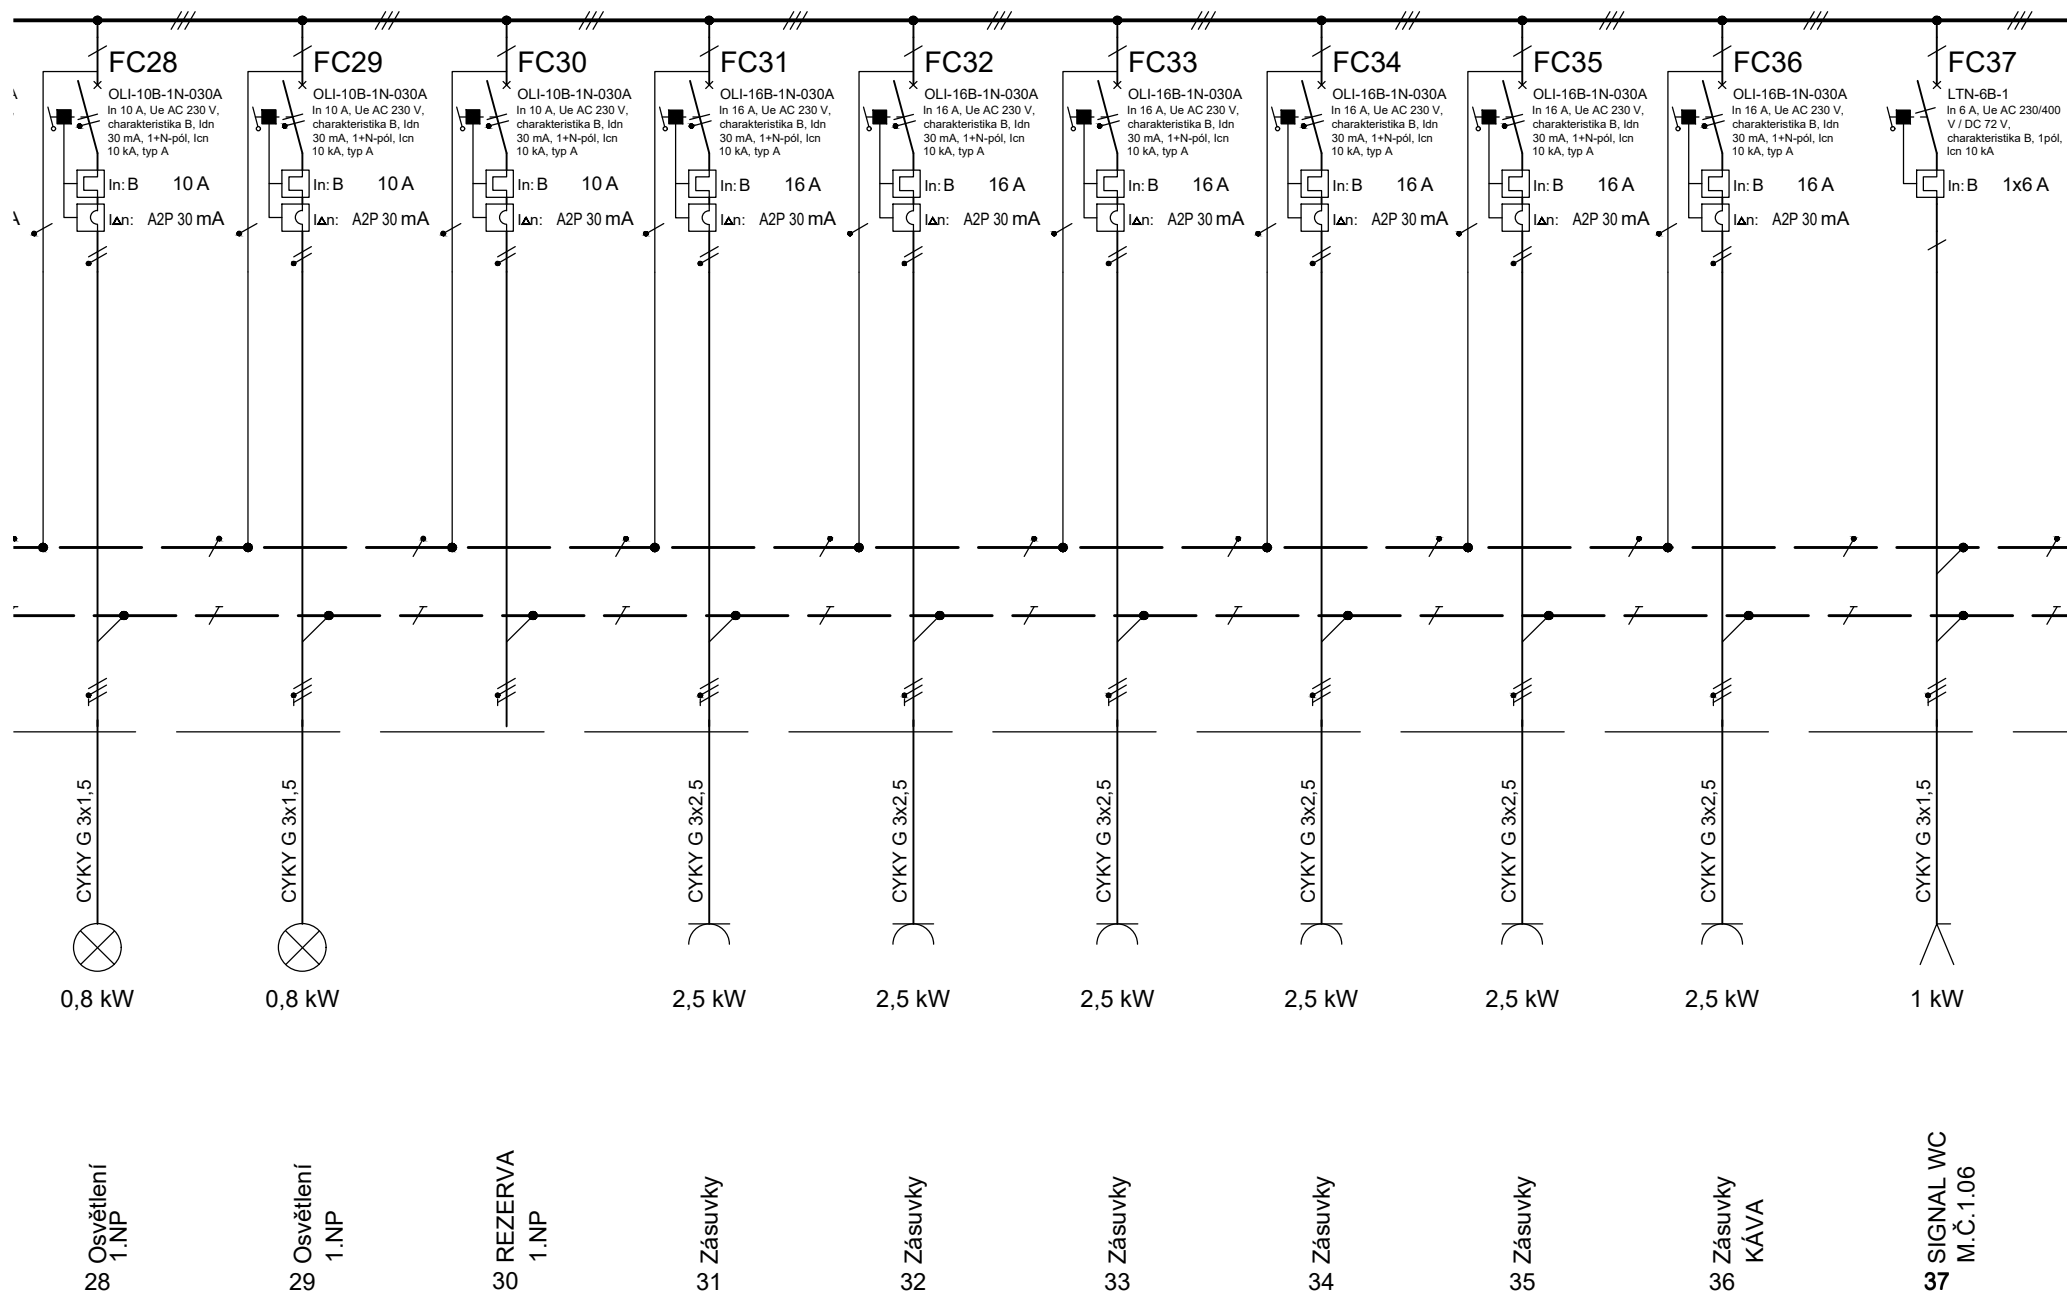 A
A
FC28
OLI-10B-1N-030A
In 10 A, Ue AC 230 V,
charakteristika B, Idn
30 mA, 1+N-pól, Icn
10 kA, typ A
In: B 10 A
I∆n: A2P 30 mA
CYKY G 3x1,5
0,8 kW
Osvětlení
1.NP
28
FC29
OLI-10B-1N-030A
In 10 A, Ue AC 230 V,
charakteristika B, Idn
30 mA, 1+N-pól, Icn
10 kA, typ A
In: B 10 A
I∆n: A2P 30 mA
CYKY G 3x1,5
0,8 kW
Osvětlení
1.NP
29
FC30
OLI-10B-1N-030A
In 10 A, Ue AC 230 V,
charakteristika B, Idn
30 mA, 1+N-pól, Icn
10 kA, typ A
In: B 10 A
I∆n: A2P 30 mA
REZERVA
1.NP
30
FC31
OLI-16B-1N-030A
In 16 A, Ue AC 230 V,
charakteristika B, Idn
30 mA, 1+N-pól, Icn
10 kA, typ A
In: B 16 A
I∆n: A2P 30 mA
CYKY G 3x2,5
2,5 kW
Zásuvky
31
FC32
OLI-16B-1N-030A
In 16 A, Ue AC 230 V,
charakteristika B, Idn
30 mA, 1+N-pól, Icn
10 kA, typ A
In: B 16 A
I∆n: A2P 30 mA
CYKY G 3x2,5
2,5 kW
Zásuvky
32
FC33
OLI-16B-1N-030A
In 16 A, Ue AC 230 V,
charakteristika B, Idn
30 mA, 1+N-pól, Icn
10 kA, typ A
In: B 16 A
I∆n: A2P 30 mA
CYKY G 3x2,5
2,5 kW
Zásuvky
33
FC34
OLI-16B-1N-030A
In 16 A, Ue AC 230 V,
charakteristika B, Idn
30 mA, 1+N-pól, Icn
10 kA, typ A
In: B 16 A
I∆n: A2P 30 mA
CYKY G 3x2,5
2,5 kW
Zásuvky
34
FC35
OLI-16B-1N-030A
In 16 A, Ue AC 230 V,
charakteristika B, Idn
30 mA, 1+N-pól, Icn
10 kA, typ A
In: B 16 A
I∆n: A2P 30 mA
CYKY G 3x2,5
2,5 kW
Zásuvky
35
FC36
OLI-16B-1N-030A
In 16 A, Ue AC 230 V,
charakteristika B, Idn
30 mA, 1+N-pól, Icn
10 kA, typ A
In: B 16 A
I∆n: A2P 30 mA
CYKY G 3x2,5
2,5 kW
Zásuvky
KÁVA
36
FC37
LTN-6B-1
In 6 A, Ue AC 230/400
V / DC 72 V,
charakteristika B, 1pól,
Icn 10 kA
In: B 1x6 A
CYKY G 3x1,5
1 kW
SIGNAL WC
M.Č.1.06
37